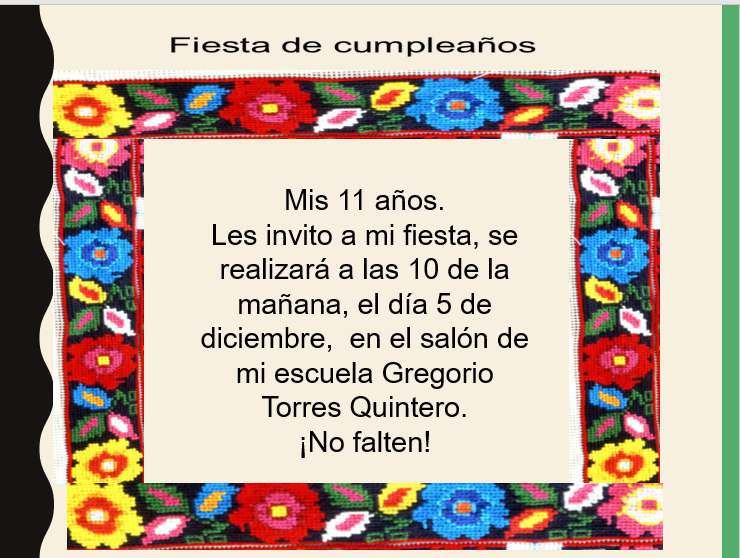 Fiesta de cumpleaños
Mis 11 años.
Les invito a mi fiesta, se
realizará a las 10 de la
mañana, el día 5 de
diciembre,  en el salón de
mi escuela Gregorio
Torres Quintero.
¡No falten!